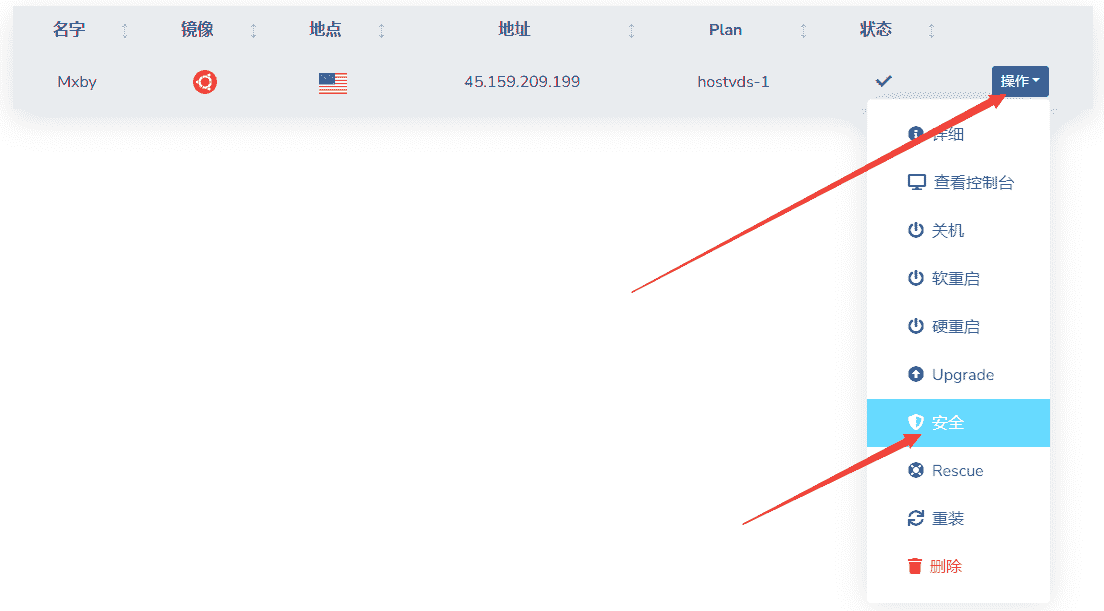 名字 镜像 地点 地址 Plan 状态
Mxby 45.159.209.199 hostvds-1 操作
详细
查看控制台
关机
软重启
硬重启
Upgrade
安全
Rescue
重装
删除